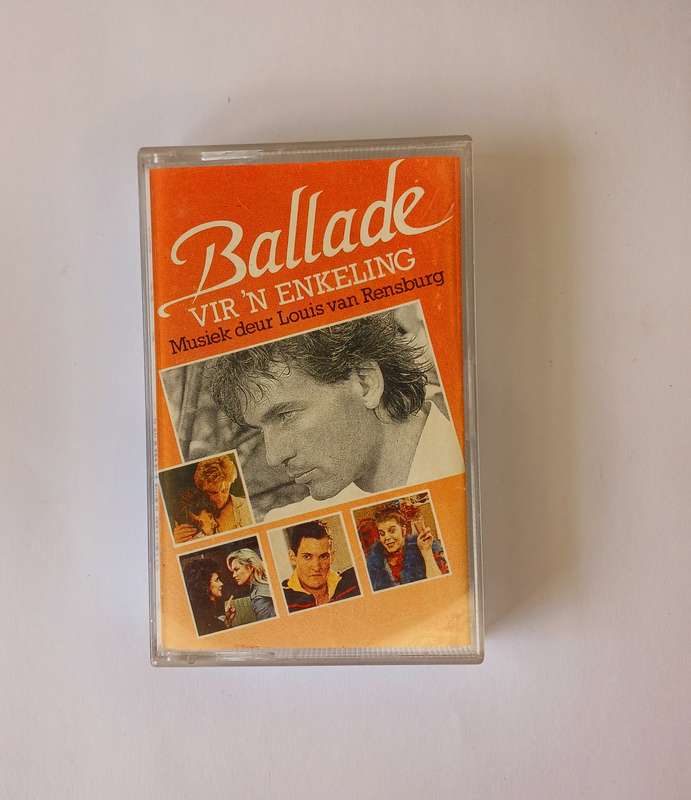 Ballade
VIR 'N ENKELING
Musiek deur Louis van Rensburg